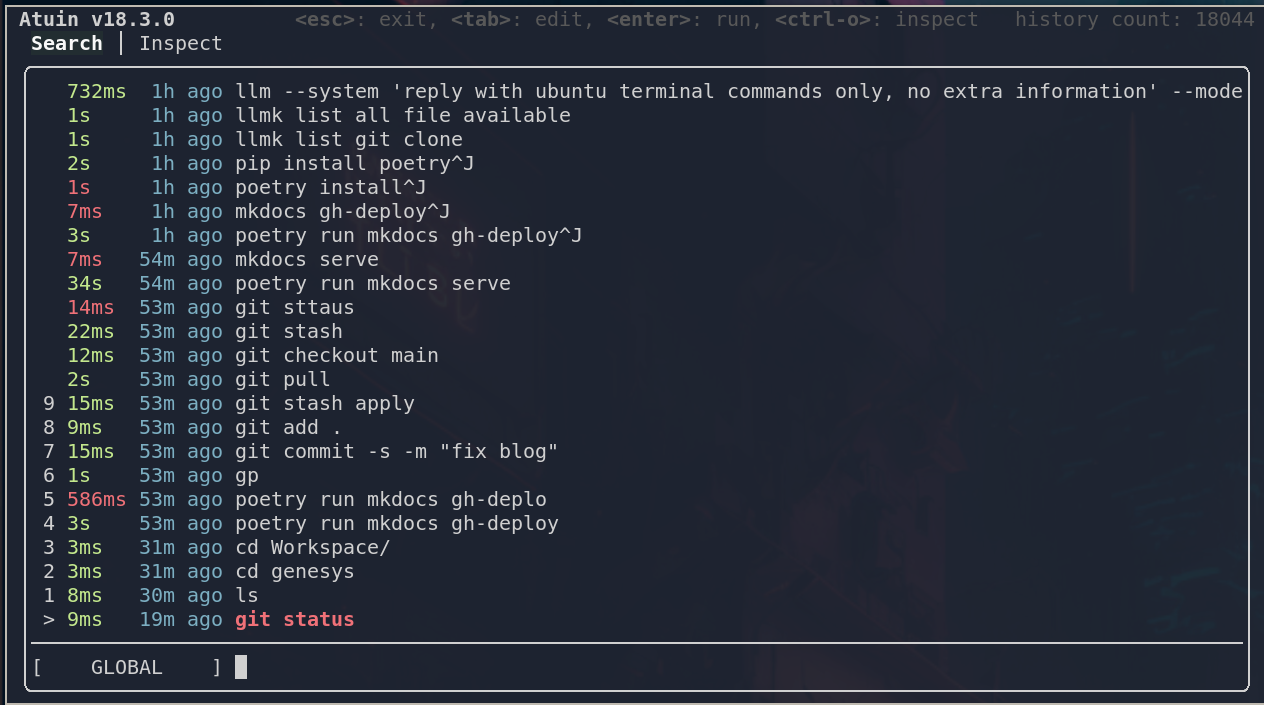 Atuin v18.3.0 <esc>: exit, <tab>: edit, <enter>: run, <ctrl-o>: inspect history count: 18044
Search │ Inspect
732ms 1h ago llm --system 'reply with ubuntu terminal commands only, no extra information' --mode
1s 1h ago llmk list all file available
1s 1h ago llmk list git clone
2s 1h ago pip install poetry^J
1s 1h ago poetry install^J
7ms 1h ago mkdocs gh-deploy^J
3s 1h ago poetry run mkdocs gh-deploy^J
7ms 54m ago mkdocs serve
34s 54m ago poetry run mkdocs serve
14ms 53m ago git sttaus
22ms 53m ago git stash
12ms 53m ago git checkout main
2s 53m ago git pull
9 15ms 53m ago git stash apply
8 9ms 53m ago git add .
7 15ms 53m ago git commit -s -m "fix blog"
6 1s 53m ago gp
5 586ms 53m ago poetry run mkdocs gh-deplo
4 3s 53m ago poetry run mkdocs gh-deploy
3 3ms 31m ago cd Workspace/
2 3ms 31m ago cd genesys
1 8ms 30m ago ls
> 9ms 19m ago git status
[ GLOBAL ]